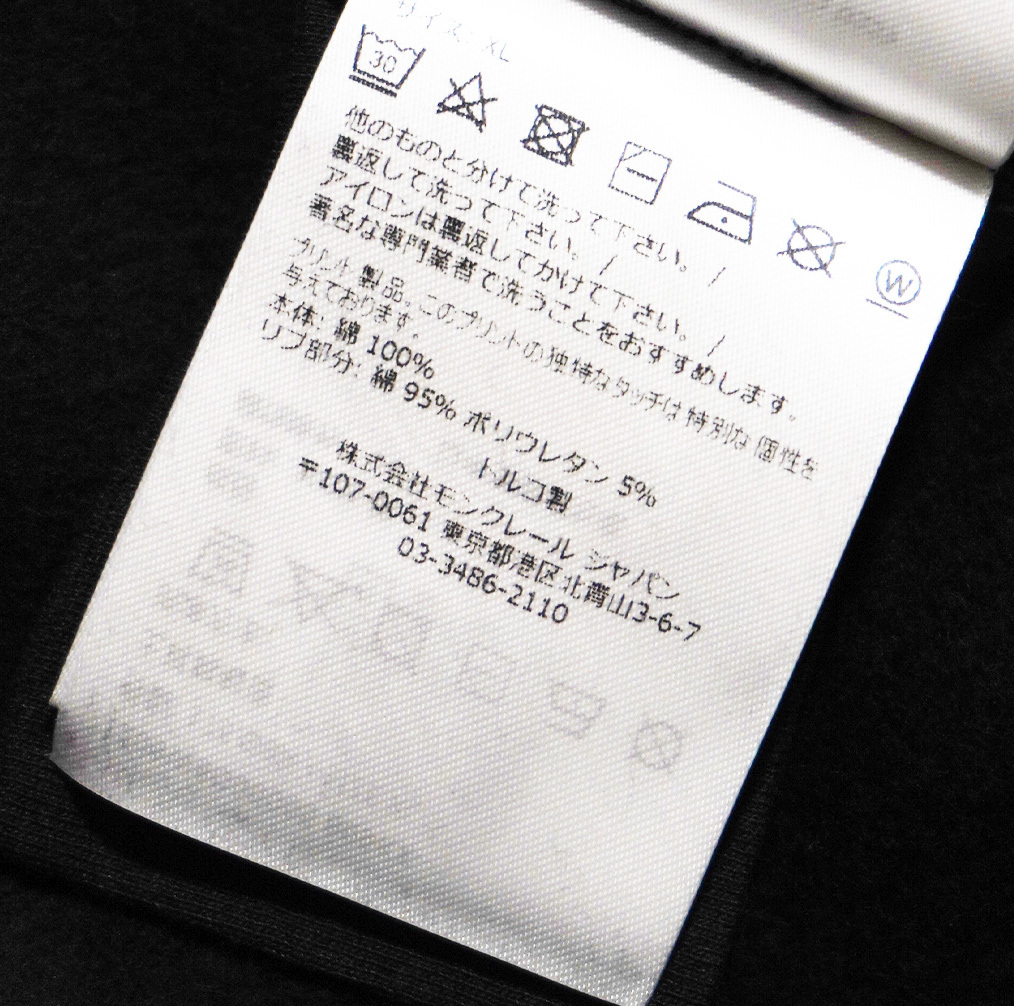 サイズ: XL
30
他のものと分けて洗って下さい。 /
裏返して洗って下さい。 /
アイロンは裏返してかけて下さい。 /
著名な専門業者で洗うことをおすすめします。
プリント製品。このプリントの独特なタッチは特別な個性を
与えております。
本体: 綿 100%
リブ部分: 綿 95% ポリウレタン 5%
トルコ製
株式会社モンクレール ジャパン
〒107-0061 東京都港区北青山3-6-7
03-3486-2110
W